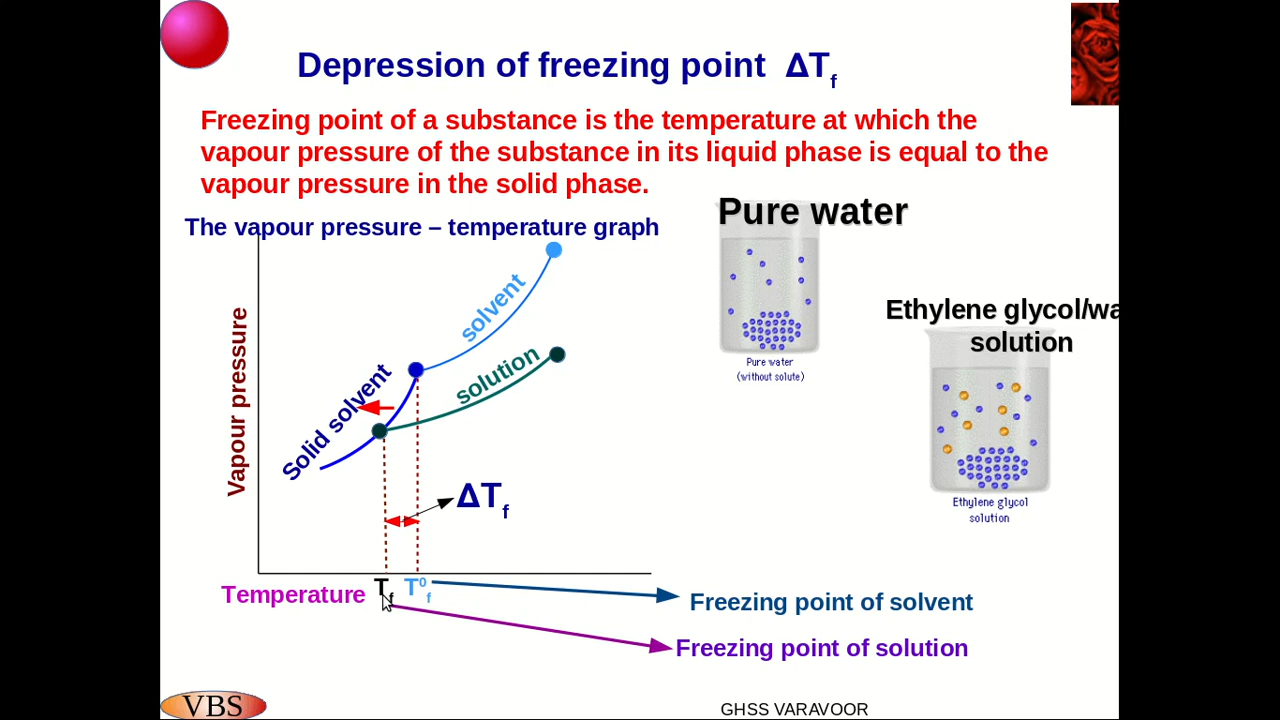 Depression of freezing point ΔTf
Freezing point of a substance is the temperature at which the
vapour pressure of the substance in its liquid phase is equal to the
vapour pressure in the solid phase.
The vapour pressure – temperature graph
Pure water
Pure water
(without solute)
Ethylene glycol/wa
solution
Ethylene glycol
solution
Vapour pressure
Solid solvent
solvent
solution
ΔTf
Temperature
Tf
T⁰f
Freezing point of solvent
Freezing point of solution
VBS
GHSS VARAVOOR